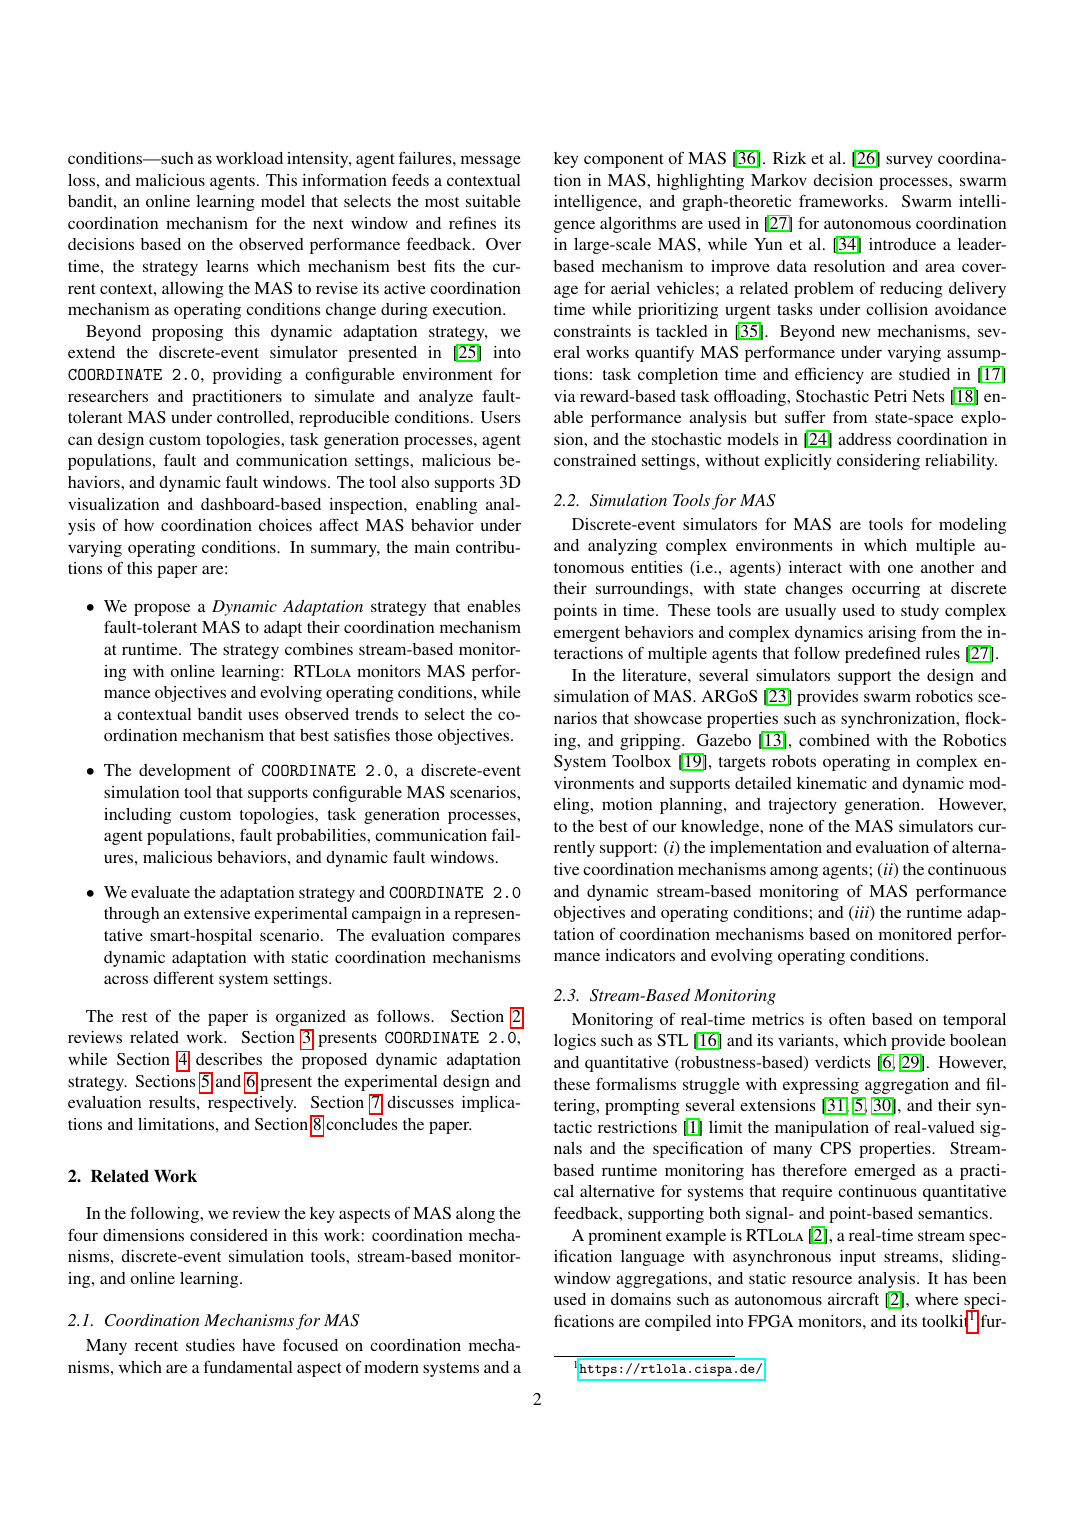 conditions—such as workload intensity, agent failures, message
loss, and malicious agents. This information feeds a contextual
bandit, an online learning model that selects the most suitable
coordination mechanism for the next window and refines its
decisions based on the observed performance feedback. Over
time, the strategy learns which mechanism best fits the cur-
rent context, allowing the MAS to revise its active coordination
mechanism as operating conditions change during execution.
Beyond proposing this dynamic adaptation strategy, we
extend the discrete-event simulator presented in [25] into
COORDINATE 2.0, providing a configurable environment for
researchers and practitioners to simulate and analyze fault-
tolerant MAS under controlled, reproducible conditions. Users
can design custom topologies, task generation processes, agent
populations, fault and communication settings, malicious be-
haviors, and dynamic fault windows. The tool also supports 3D
visualization and dashboard-based inspection, enabling anal-
ysis of how coordination choices affect MAS behavior under
varying operating conditions. In summary, the main contribu-
tions of this paper are:
• We propose a Dynamic Adaptation strategy that enables
fault-tolerant MAS to adapt their coordination mechanism
at runtime. The strategy combines stream-based monitor-
ing with online learning: RTLola monitors MAS perfor-
mance objectives and evolving operating conditions, while
a contextual bandit uses observed trends to select the co-
ordination mechanism that best satisfies those objectives.
• The development of COORDINATE 2.0, a discrete-event
simulation tool that supports configurable MAS scenarios,
including custom topologies, task generation processes,
agent populations, fault probabilities, communication fail-
ures, malicious behaviors, and dynamic fault windows.
• We evaluate the adaptation strategy and COORDINATE 2.0
through an extensive experimental campaign in a represen-
tative smart-hospital scenario. The evaluation compares
dynamic adaptation with static coordination mechanisms
across different system settings.
The rest of the paper is organized as follows. Section 2
reviews related work. Section 3 presents COORDINATE 2.0,
while Section 4 describes the proposed dynamic adaptation
strategy. Sections 5 and 6 present the experimental design and
evaluation results, respectively. Section 7 discusses implica-
tions and limitations, and Section 8 concludes the paper.
2. Related Work
In the following, we review the key aspects of MAS along the
four dimensions considered in this work: coordination mecha-
nisms, discrete-event simulation tools, stream-based monitor-
ing, and online learning.
2.1. Coordination Mechanisms for MAS
Many recent studies have focused on coordination mecha-
nisms, which are a fundamental aspect of modern systems and a
key component of MAS [36]. Rizk et al. [26] survey coordina-
tion in MAS, highlighting Markov decision processes, swarm
intelligence, and graph-theoretic frameworks. Swarm intelli-
gence algorithms are used in [27] for autonomous coordination
in large-scale MAS, while Yun et al. [34] introduce a leader-
based mechanism to improve data resolution and area cover-
age for aerial vehicles; a related problem of reducing delivery
time while prioritizing urgent tasks under collision avoidance
constraints is tackled in [35]. Beyond new mechanisms, sev-
eral works quantify MAS performance under varying assump-
tions: task completion time and efficiency are studied in [17]
via reward-based task offloading, Stochastic Petri Nets [18] en-
able performance analysis but suffer from state-space explo-
sion, and the stochastic models in [24] address coordination in
constrained settings, without explicitly considering reliability.
2.2. Simulation Tools for MAS
Discrete-event simulators for MAS are tools for modeling
and analyzing complex environments in which multiple au-
tonomous entities (i.e., agents) interact with one another and
their surroundings, with state changes occurring at discrete
points in time. These tools are usually used to study complex
emergent behaviors and complex dynamics arising from the in-
teractions of multiple agents that follow predefined rules [27].
In the literature, several simulators support the design and
simulation of MAS. ARGoS [23] provides swarm robotics sce-
narios that showcase properties such as synchronization, flock-
ing, and gripping. Gazebo [13], combined with the Robotics
System Toolbox [19], targets robots operating in complex en-
vironments and supports detailed kinematic and dynamic mod-
eling, motion planning, and trajectory generation. However,
to the best of our knowledge, none of the MAS simulators cur-
rently support: (i) the implementation and evaluation of alterna-
tive coordination mechanisms among agents; (ii) the continuous
and dynamic stream-based monitoring of MAS performance
objectives and operating conditions; and (iii) the runtime adap-
tation of coordination mechanisms based on monitored perfor-
mance indicators and evolving operating conditions.
2.3. Stream-Based Monitoring
Monitoring of real-time metrics is often based on temporal
logics such as STL [16] and its variants, which provide boolean
and quantitative (robustness-based) verdicts [6, 29]. However,
these formalisms struggle with expressing aggregation and fil-
tering, prompting several extensions [31, 5, 30], and their syn-
tactic restrictions [1] limit the manipulation of real-valued sig-
nals and the specification of many CPS properties. Stream-
based runtime monitoring has therefore emerged as a practi-
cal alternative for systems that require continuous quantitative
feedback, supporting both signal- and point-based semantics.
A prominent example is RTLola [2], a real-time stream spec-
ification language with asynchronous input streams, sliding-
window aggregations, and static resource analysis. It has been
used in domains such as autonomous aircraft [2], where speci-
fications are compiled into FPGA monitors, and its toolkit1 fur-
1https://rtlola.cispa.de/
2